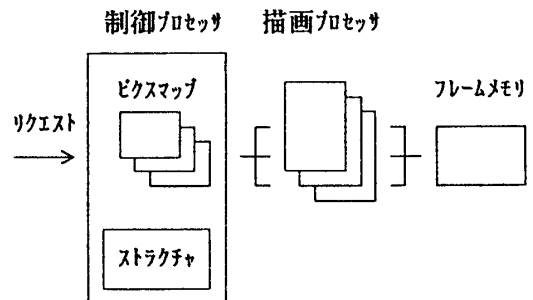 制御プロセッサ
描画プロセッサ
ピクスマップ
フレームメモリ
リクエスト
ストラクチャ